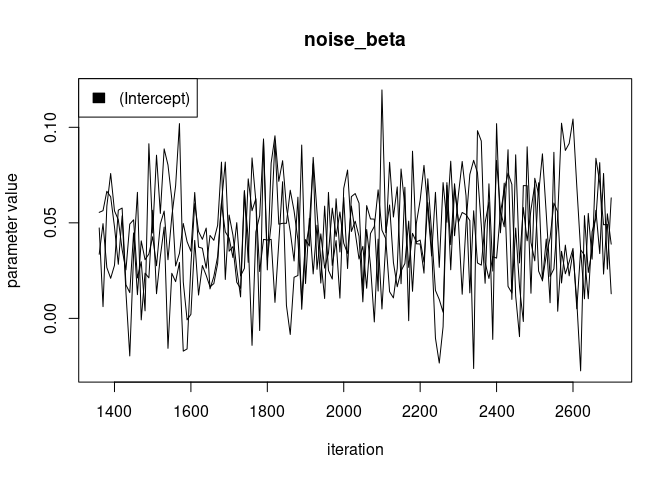 noise_beta
(Intercept)
parameter value
0.10
0.05
0.00
1400 1600 1800 2000 2200 2400 2600
iteration